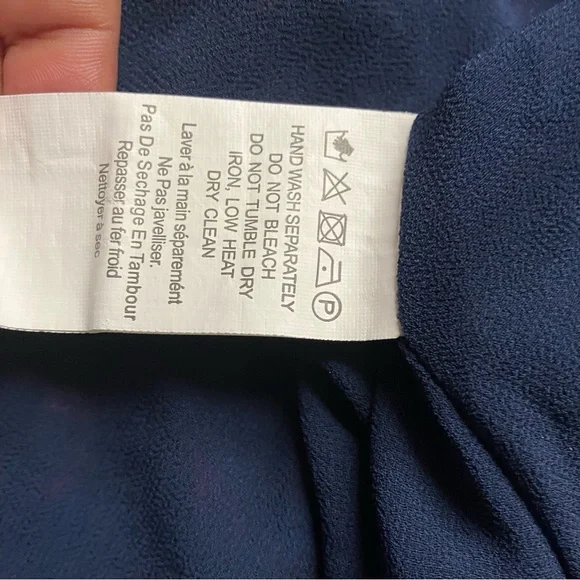 P
HAND WASH SEPARATELY
DO NOT BLEACH
DO NOT TUMBLE DRY
IRON, LOW HEAT
DRY CLEAN
Laver à la main séparemént
Ne Pas javelliser.
Pas De Sechage En Tambour
Repasser au fer froid
Nettoyer à sec